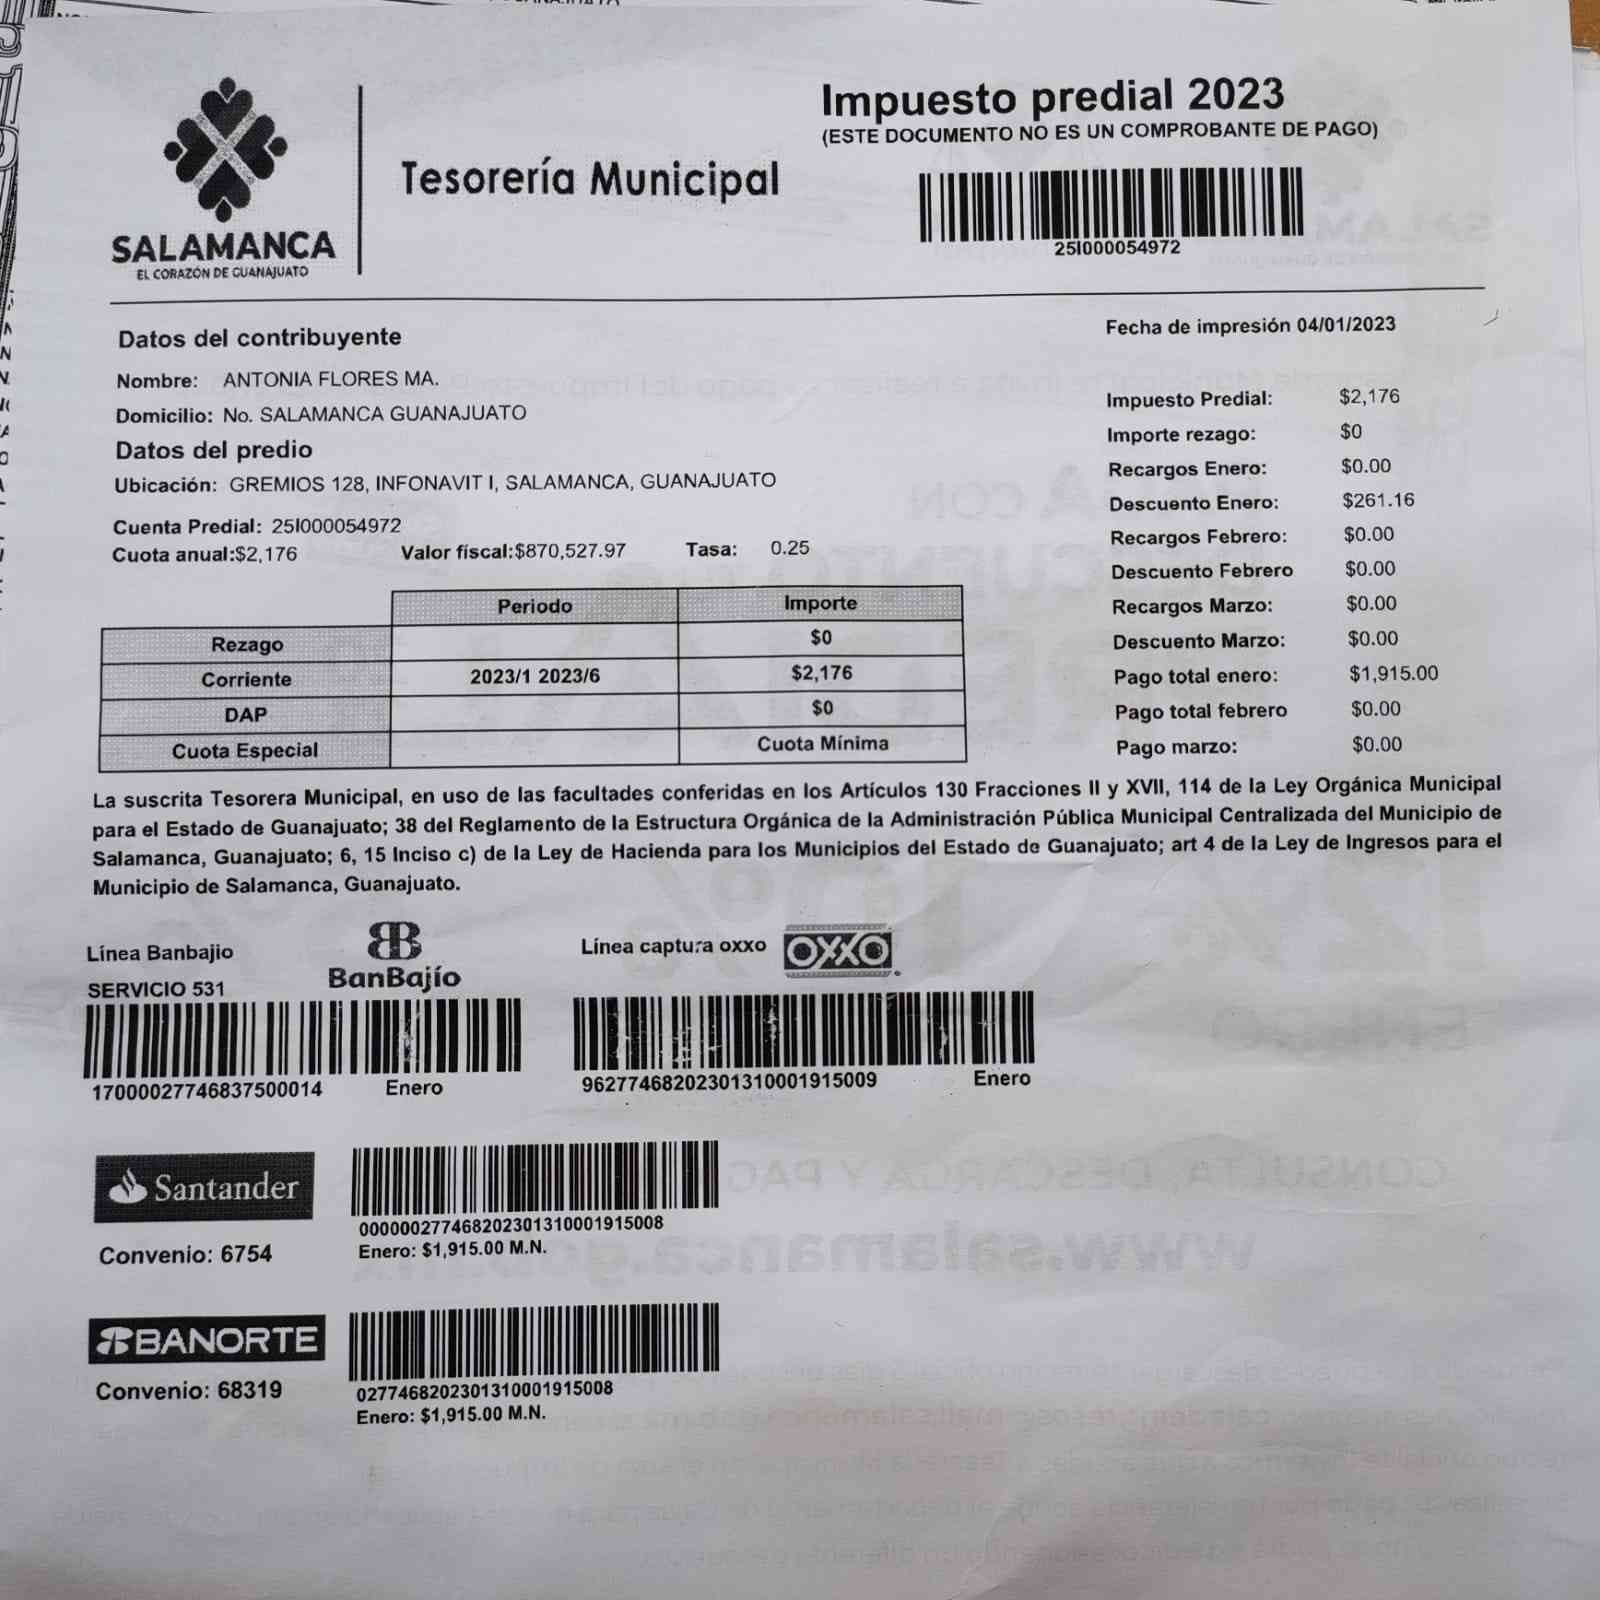 SALAMANCA
EL CORAZÓN DE GUANAJUATO
Tesorería Municipal
Impuesto predial 2023
(ESTE DOCUMENTO NO ES UN COMPROBANTE DE PAGO)
25I000054972
Fecha de impresión 04/01/2023
Datos del contribuyente
Nombre: ANTONIA FLORES MA.
Domicilio: No. SALAMANCA GUANAJUATO
Datos del predio
Ubicación: GREMIOS 128, INFONAVIT I, SALAMANCA, GUANAJUATO
Cuenta Predial: 25I000054972
Cuota anual:$2,176 Valor fiscal:$870,527.97 Tasa: 0.25
Impuesto Predial: $2,176
Importe rezago: $0
Recargos Enero: $0.00
Descuento Enero: $261.16
Recargos Febrero: $0.00
Descuento Febrero $0.00
Recargos Marzo: $0.00
Descuento Marzo: $0.00
Pago total enero: $1,915.00
Pago total febrero $0.00
Pago marzo: $0.00
Periodo Importe
Rezago $0
Corriente 2023/1 2023/6 $2,176
DAP $0
Cuota Especial Cuota Mínima
La suscrita Tesorera Municipal, en uso de las facultades conferidas en los Artículos 130 Fracciones II y XVII, 114 de la Ley Orgánica Municipal
para el Estado de Guanajuato; 38 del Reglamento de la Estructura Orgánica de la Administración Pública Municipal Centralizada del Municipio de
Salamanca, Guanajuato; 6, 15 Inciso c) de la Ley de Hacienda para los Municipios del Estado de Guanajuato; art 4 de la Ley de Ingresos para el
Municipio de Salamanca, Guanajuato.
Línea Banbajio
SERVICIO 531
BanBajío
17000027746837500014 Enero
Línea captura oxxo OXXO
96277468202301310001915009 Enero
Santander
Convenio: 6754
000000277468202301310001915008
Enero: $1,915.00 M.N.
BANORTE
Convenio: 68319
0277468202301310001915008
Enero: $1,915.00 M.N.